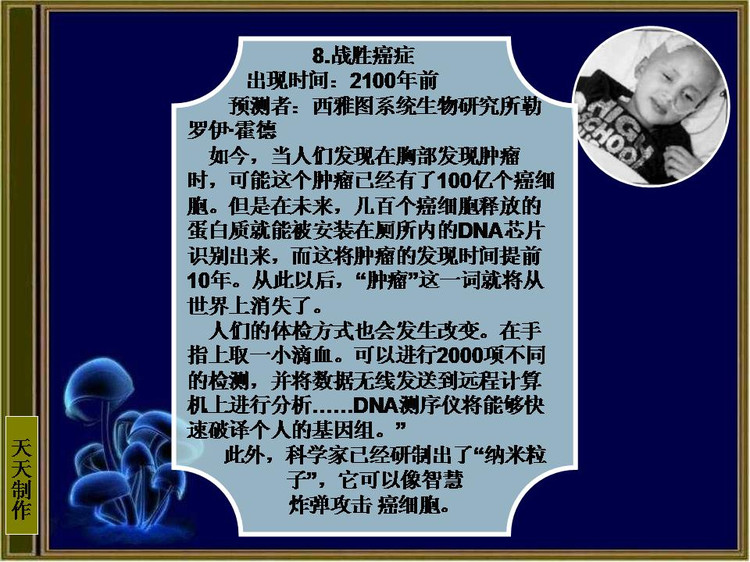 8.战胜癌症
出现时间：2100年前
预测者：西雅图系统生物研究所勒
罗伊·霍德
如今，当人们发现在胸部发现肿瘤
时，可能这个肿瘤已经有了100亿个癌细
胞。但是在未来，几百个癌细胞释放的
蛋白质就能被安装在厕所内的DNA芯片
识别出来，而这将肿瘤的发现时间提前
10年。从此以后，“肿瘤”这一词就将从
世界上消失了。
人们的体检方式也会发生改变。在手
指上取一小滴血。可以进行2000项不同
的检测，并将数据无线发送到远程计算
机上进行分析……DNA测序仪将能够快
速破译个人的基因组。”
此外，科学家已经研制出了“纳米粒
子”，它可以像智慧
炸弹攻击 癌细胞。
天天制作
HIGH
SCHOOL